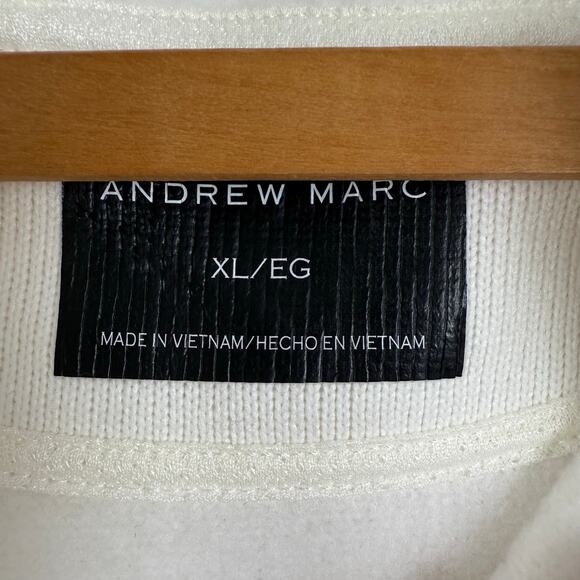 ANDREW MARC
XL/EG
MADE IN VIETNAM/HECHO EN VIETNAM